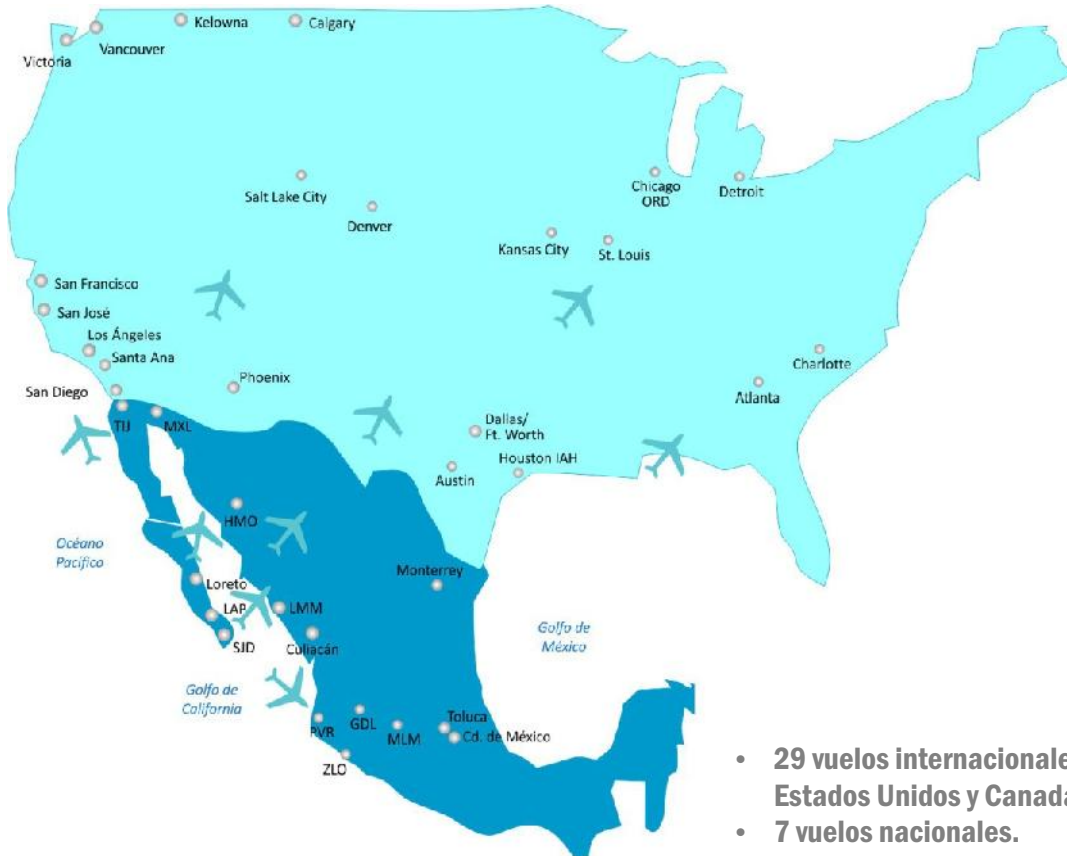 Kelowna
Calgary
Vancouver
Victoria
Salt Lake City
Denver
Chicago
ORD
Detroit
Kansas City
St. Louis
San Francisco
San José
Los Ángeles
Santa Ana
San Diego
Phoenix
Charlotte
Atlanta
Dallas/
Ft. Worth
Houston IAH
Austin
TIJ
MXL
HMO
Océano
Pacífico
Monterrey
Loreto
LAP
LMM
SJD
Culiacán
Golfo de
México
Golfo de
California
PVR
GDL
MLM
Toluca
Cd. de México
ZLO
• 29 vuelos internacionale
Estados Unidos y Canad
• 7 vuelos nacionales.